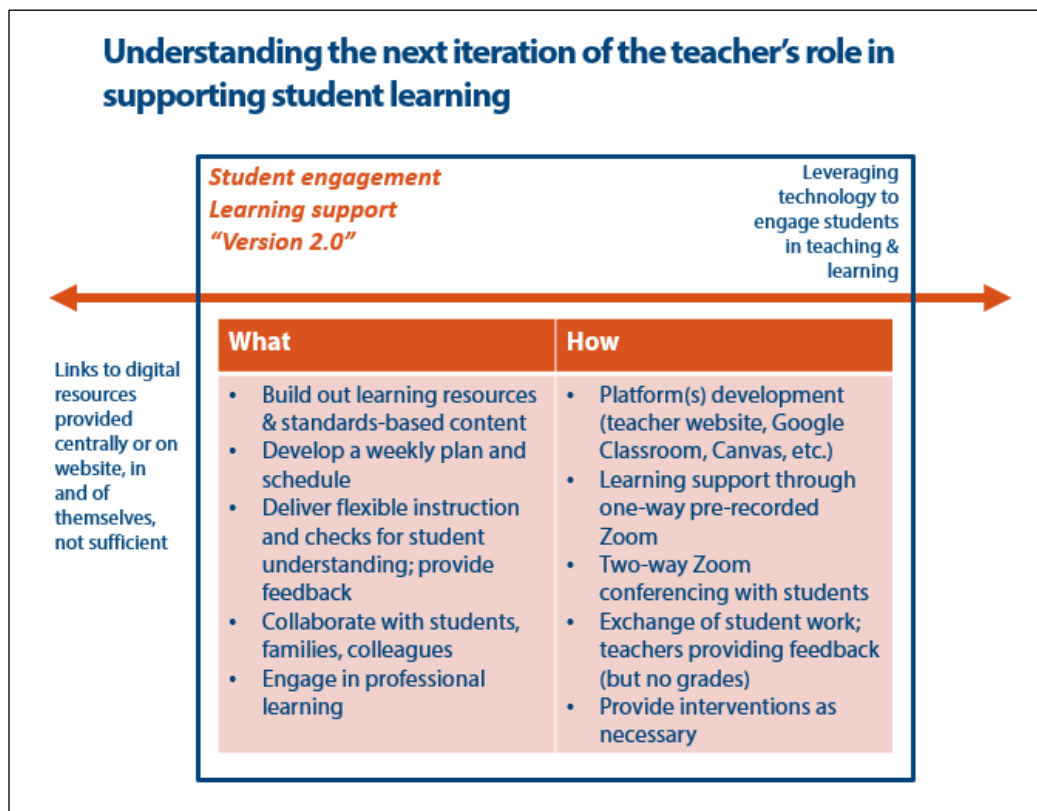 Understanding the next iteration of the teacher's role in
supporting student learning
Student engagement
Learning support
"Version 2.0"
Leveraging
technology to
engage students
in teaching &
learning
Links to digital
resources
provided
centrally or on
website, in
and of
themselves,
not sufficient
What
• Build out learning resources
& standards-based content
• Develop a weekly plan and
schedule
• Deliver flexible instruction
and checks for student
understanding; provide
feedback
• Collaborate with students,
families, colleagues
• Engage in professional
learning
How
• Platform(s) development
(teacher website, Google
Classroom, Canvas, etc.)
• Learning support through
one-way pre-recorded
Zoom
• Two-way Zoom
conferencing with students
• Exchange of student work;
teachers providing feedback
(but no grades)
• Provide interventions as
necessary